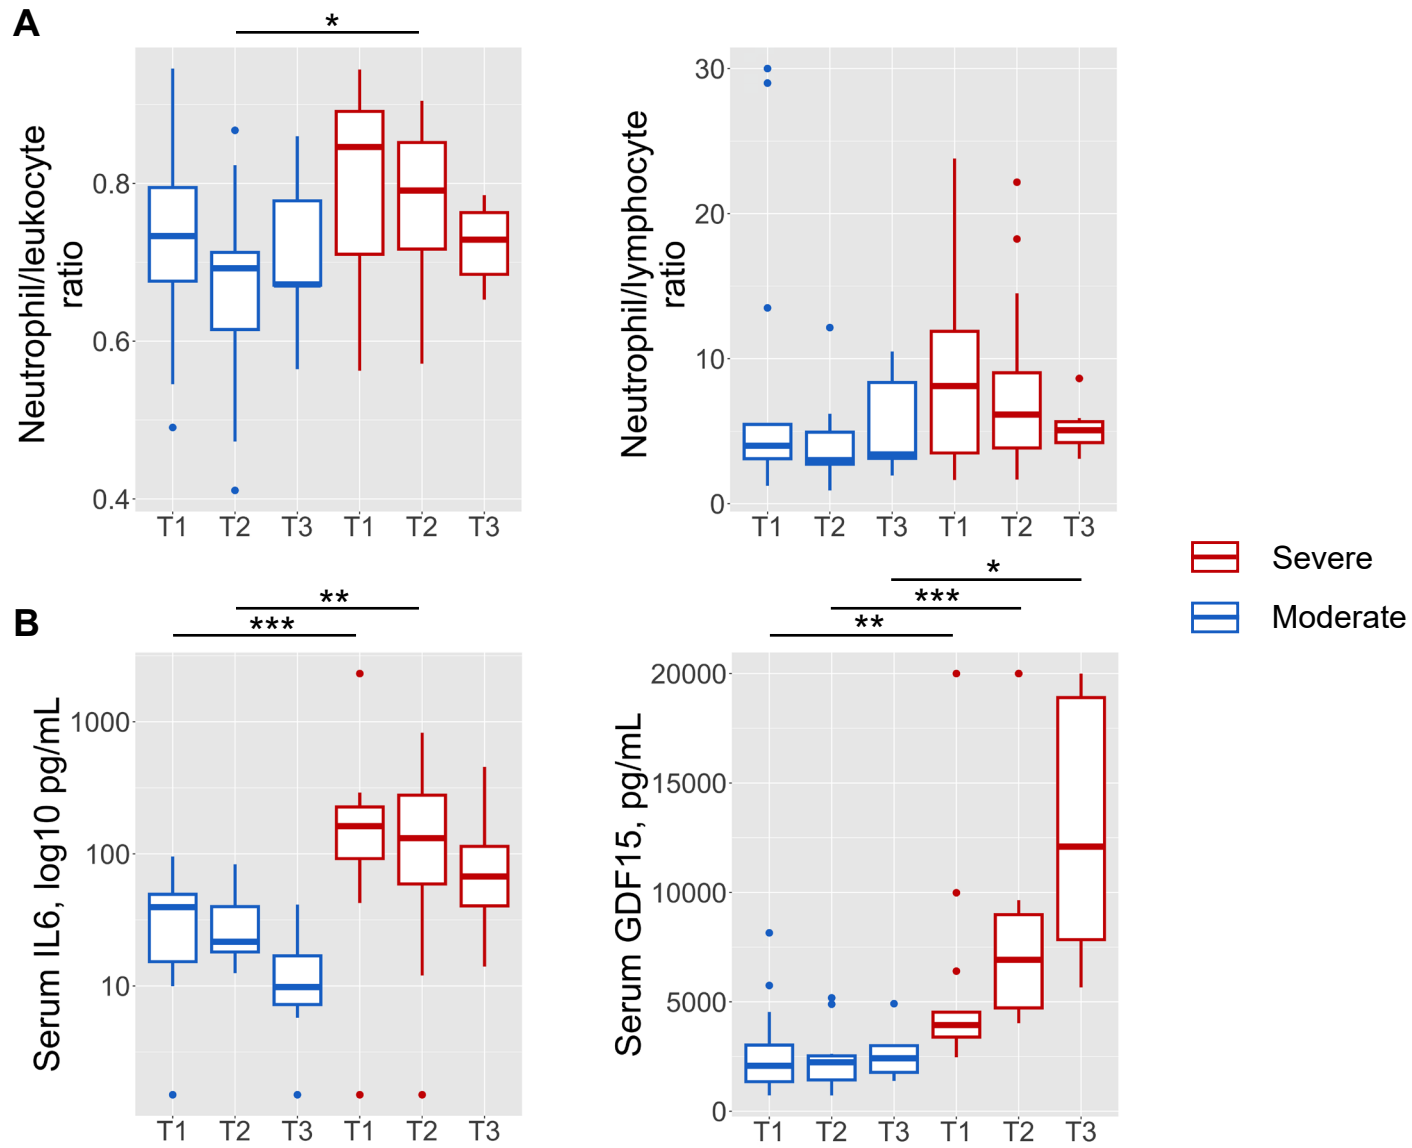 A
*
Neutrophil/leukocyte
ratio
0.8
0.6
0.4
T1 T2 T3 T1 T2 T3
Neutrophil/lymphocyte
ratio
30
20
10
0
T1 T2 T3 T1 T2 T3
Severe
Moderate
B
**
***
Serum IL6, log10 pg/mL
1000
100
10
T1 T2 T3 T1 T2 T3
*
***
**
Serum GDF15, pg/mL
20000
15000
10000
5000
0
T1 T2 T3 T1 T2 T3